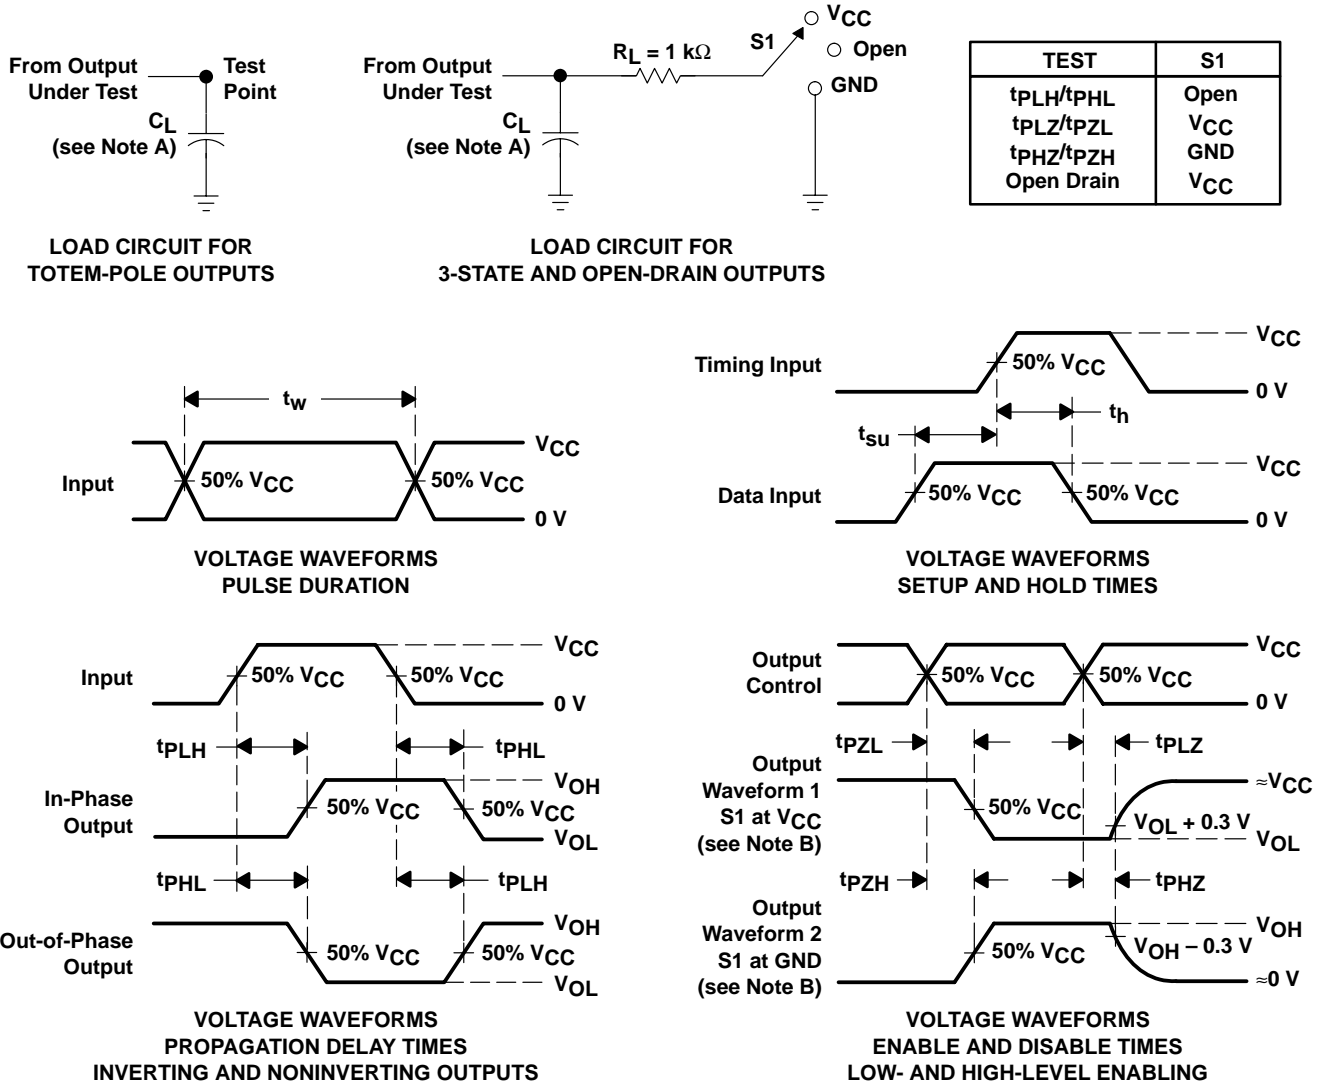 From Output
Under Test
Test
Point
CL
(see Note A)
LOAD CIRCUIT FOR
TOTEM-POLE OUTPUTS
From Output
Under Test
RL = 1 kΩ
S1
VCC
Open
GND
CL
(see Note A)
LOAD CIRCUIT FOR
3-STATE AND OPEN-DRAIN OUTPUTS
TEST S1
tPLH/tPHL Open
tPLZ/tPZL VCC
tPHZ/tPZH GND
Open Drain VCC
tw
Input
50% VCC
50% VCC
VCC
0 V
VOLTAGE WAVEFORMS
PULSE DURATION
Timing Input
50% VCC
VCC
0 V
th
tsu
Data Input
50% VCC
50% VCC
VCC
0 V
VOLTAGE WAVEFORMS
SETUP AND HOLD TIMES
Input
50% VCC
50% VCC
VCC
0 V
tPLH
tPHL
In-Phase
Output
50% VCC
50% VCC
VOH
VOL
tPHL
tPLH
Out-of-Phase
Output
50% VCC
50% VCC
VOH
VOL
VOLTAGE WAVEFORMS
PROPAGATION DELAY TIMES
INVERTING AND NONINVERTING OUTPUTS
Output
Control
50% VCC
50% VCC
VCC
0 V
tPZL
tPLZ
Output
Waveform 1
S1 at VCC
(see Note B)
50% VCC
VOL + 0.3 V
≈VCC
VOL
tPZH
tPHZ
Output
Waveform 2
S1 at GND
(see Note B)
50% VCC
VOH − 0.3 V
VOH
≈0 V
VOLTAGE WAVEFORMS
ENABLE AND DISABLE TIMES
LOW- AND HIGH-LEVEL ENABLING